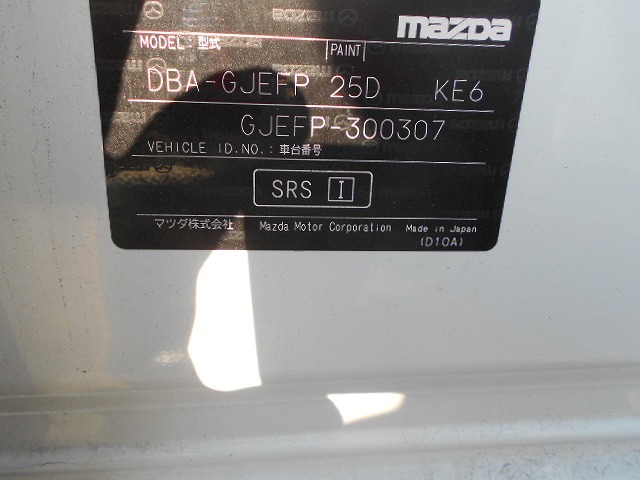 mazda
MODEL: 型式 PAINT
DBA-GJEFP 25D KE6
GJEFP-300307
VEHICLE ID.NO.: 車台番号
SRS I
マツダ株式会社 Mazda Motor Corporation Made in Japan
(D10A)